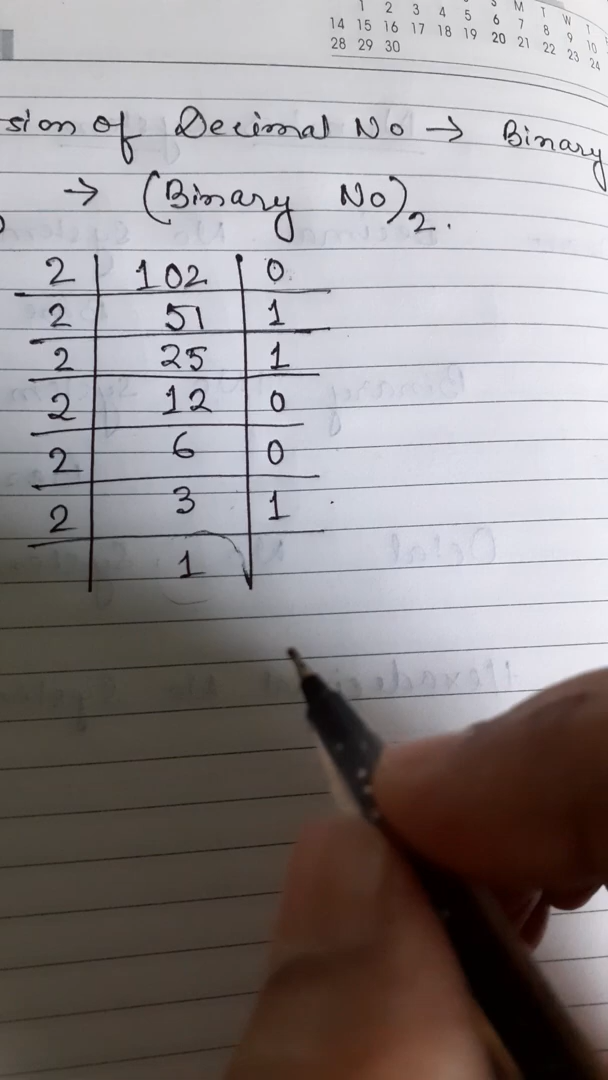 1 2 3 4 5 6 7 8 9 10
S M T W T
14 15 16 17 18 19 20 21 22 23 24
28 29 30
sion of Decimal No → Binary
→ (Binary No)2.
2 | 102 | 0
2 | 51 | 1
2 | 25 | 1
2 | 12 | 0
2 | 6 | 0
2 | 3 | 1
1